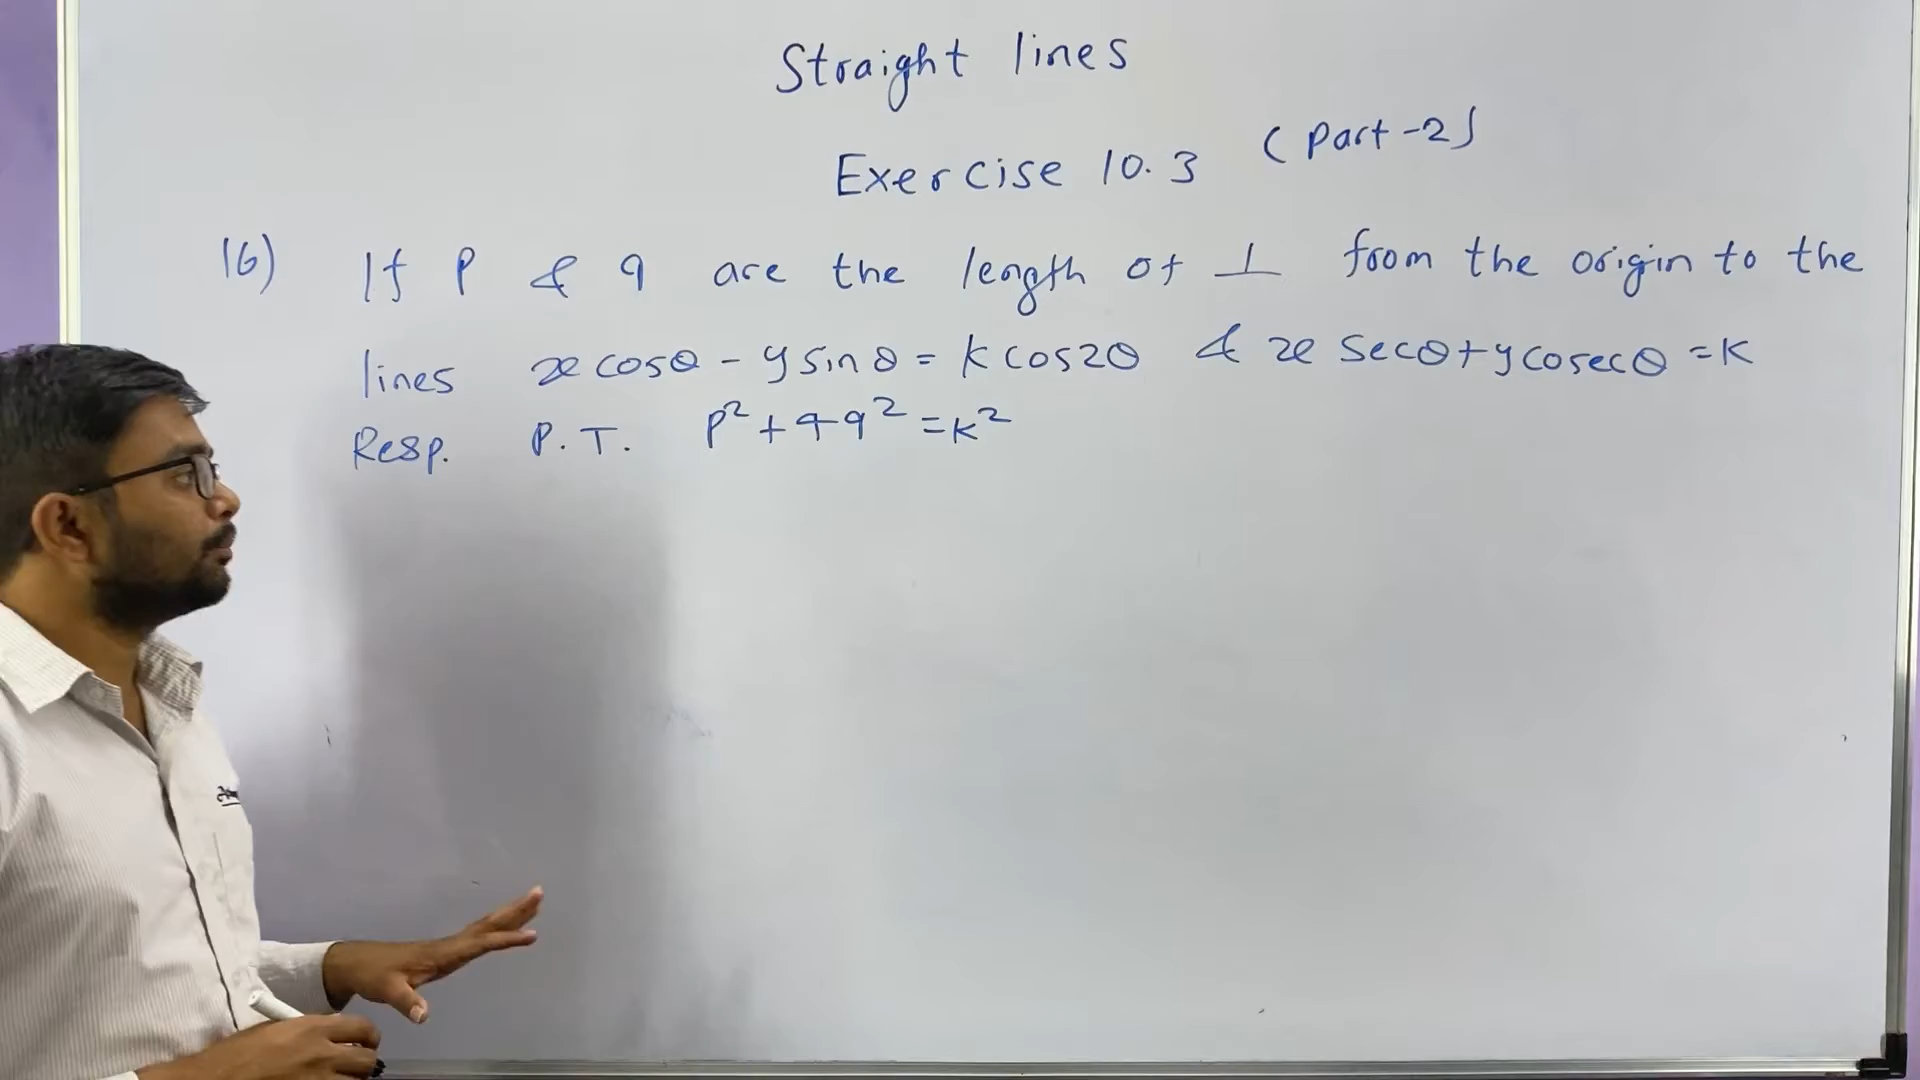 Straight lines
Exercise 10.3 (Part-2)
16) If P & q are the length of ⊥ from the origin to the
lines x cosθ - y sinθ = k cos2θ & x secθ + y cosecθ = k
Resp. P.T. p² + 4q² = k²